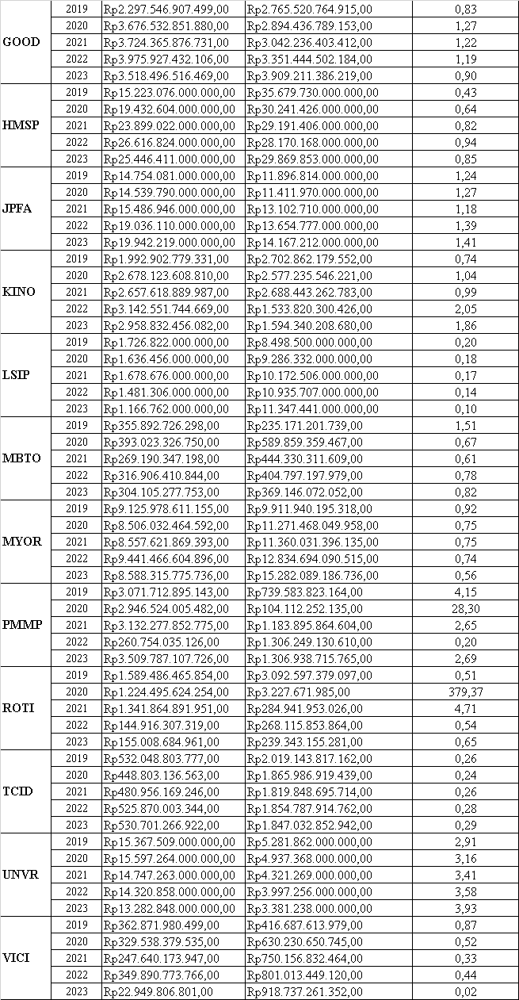 GOOD
2019 Rp2.297.546.907.499,00 Rp2.765.520.764.915,00 0,83
2020 Rp3.676.532.851.880,00 Rp2.894.436.789.153,00 1,27
2021 Rp3.724.365.876.731,00 Rp3.042.236.403.412,00 1,22
2022 Rp3.975.927.432.106,00 Rp3.351.444.502.184,00 1,19
2023 Rp3.518.496.516.469,00 Rp3.909.211.386.219,00 0,90
HMSP
2019 Rp15.223.076.000.000,00 Rp35.679.730.000.000,00 0,43
2020 Rp19.432.604.000.000,00 Rp30.241.426.000.000,00 0,64
2021 Rp23.899.022.000.000,00 Rp29.191.406.000.000,00 0,82
2022 Rp26.616.824.000.000,00 Rp28.170.168.000.000,00 0,94
2023 Rp25.446.411.000.000,00 Rp29.869.853.000.000,00 0,85
JPFA
2019 Rp14.754.081.000.000,00 Rp11.896.814.000.000,00 1,24
2020 Rp14.539.790.000.000,00 Rp11.411.970.000.000,00 1,27
2021 Rp15.486.946.000.000,00 Rp13.102.710.000.000,00 1,18
2022 Rp19.036.110.000.000,00 Rp13.654.777.000.000,00 1,39
2023 Rp19.942.219.000.000,00 Rp14.167.212.000.000,00 1,41
KINO
2019 Rp1.992.902.779.331,00 Rp2.702.862.179.552,00 0,74
2020 Rp2.678.123.608.810,00 Rp2.577.235.546.221,00 1,04
2021 Rp2.657.618.889.987,00 Rp2.688.443.262.783,00 0,99
2022 Rp3.142.551.744.669,00 Rp1.533.820.300.426,00 2,05
2023 Rp2.958.832.456.082,00 Rp1.594.340.208.680,00 1,86
LSIP
2019 Rp1.726.822.000.000,00 Rp8.498.500.000.000,00 0,20
2020 Rp1.636.456.000.000,00 Rp9.286.332.000.000,00 0,18
2021 Rp1.678.676.000.000,00 Rp10.172.506.000.000,00 0,17
2022 Rp1.481.306.000.000,00 Rp10.935.707.000.000,00 0,14
2023 Rp1.166.762.000.000,00 Rp11.347.441.000.000,00 0,10
MBTO
2019 Rp355.892.726.298,00 Rp235.171.201.739,00 1,51
2020 Rp393.023.326.750,00 Rp589.859.359.467,00 0,67
2021 Rp269.190.347.198,00 Rp444.330.311.609,00 0,61
2022 Rp316.906.410.844,00 Rp404.797.197.979,00 0,78
2023 Rp304.105.277.753,00 Rp369.146.072.052,00 0,82
MYOR
2019 Rp9.125.978.611.155,00 Rp9.911.940.195.318,00 0,92
2020 Rp8.506.032.464.592,00 Rp11.271.468.049.958,00 0,75
2021 Rp8.557.621.869.393,00 Rp11.360.031.396.135,00 0,75
2022 Rp9.441.466.604.896,00 Rp12.834.694.090.515,00 0,74
2023 Rp8.588.315.775.736,00 Rp15.282.089.186.736,00 0,56
PMMP
2019 Rp3.071.712.895.143,00 Rp739.583.823.164,00 4,15
2020 Rp2.946.524.005.482,00 Rp104.112.252.135,00 28,30
2021 Rp3.132.277.852.775,00 Rp1.183.895.864.604,00 2,65
2022 Rp260.754.035.126,00 Rp1.306.249.130.610,00 0,20
2023 Rp3.509.787.107.726,00 Rp1.306.938.715.765,00 2,69
ROTI
2019 Rp1.589.486.465.854,00 Rp3.092.597.379.097,00 0,51
2020 Rp1.224.495.624.254,00 Rp3.227.671.985,00 379,37
2021 Rp1.341.864.891.951,00 Rp284.941.953.026,00 4,71
2022 Rp144.916.307.319,00 Rp268.115.853.864,00 0,54
2023 Rp155.008.684.961,00 Rp239.343.155.281,00 0,65
TCID
2019 Rp532.048.803.777,00 Rp2.019.143.817.162,00 0,26
2020 Rp448.803.136.563,00 Rp1.865.986.919.439,00 0,24
2021 Rp480.956.169.246,00 Rp1.819.848.695.714,00 0,26
2022 Rp525.870.003.344,00 Rp1.854.787.914.762,00 0,28
2023 Rp530.701.266.922,00 Rp1.847.032.852.942,00 0,29
UNVR
2019 Rp15.367.509.000.000,00 Rp5.281.862.000.000,00 2,91
2020 Rp15.597.264.000.000,00 Rp4.937.368.000.000,00 3,16
2021 Rp14.747.263.000.000,00 Rp4.321.269.000.000,00 3,41
2022 Rp14.320.858.000.000,00 Rp3.997.256.000.000,00 3,58
2023 Rp13.282.848.000.000,00 Rp3.381.238.000.000,00 3,93
VICI
2019 Rp362.871.980.499,00 Rp416.687.613.979,00 0,87
2020 Rp329.538.379.535,00 Rp630.230.650.745,00 0,52
2021 Rp247.640.173.947,00 Rp750.156.832.464,00 0,33
2022 Rp349.890.773.766,00 Rp801.013.449.120,00 0,44
2023 Rp22.949.806.801,00 Rp918.737.261.352,00 0,02